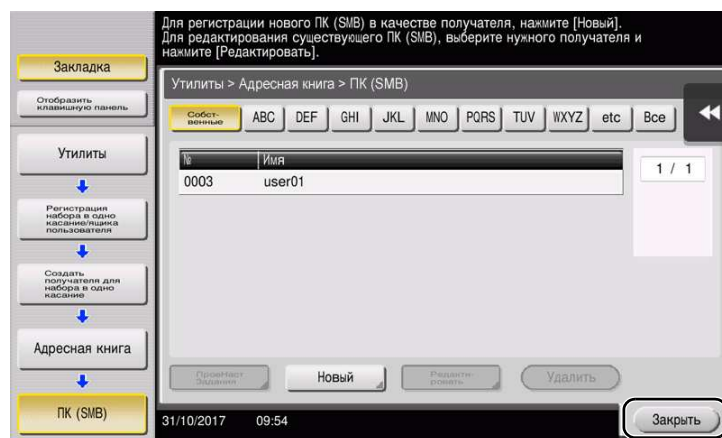 Для регистрации нового ПК (SMB) в качестве получателя, нажмите [Новый].
Для редактирования существующего ПК (SMB), выберите нужного получателя и
нажмите [Редактировать].
Закладка
Отобразить
клавишную панель
Утилиты
Регистрация
набора в одно
касание/ящика
пользователя
Создать
получателя для
набора в одно
касание
Адресная книга
ПК (SMB)
Утилиты > Адресная книга > ПК (SMB)
Собст-
венные
ABC
DEF
GHI
JKL
MNO
PQRS
TUV
WXYZ
etc
Все
№ Имя
0003 user01
1 / 1
ПровНаст
Задания
Новый
Редакти-
ровать
Удалить
31/10/2017 09:54
Закрыть